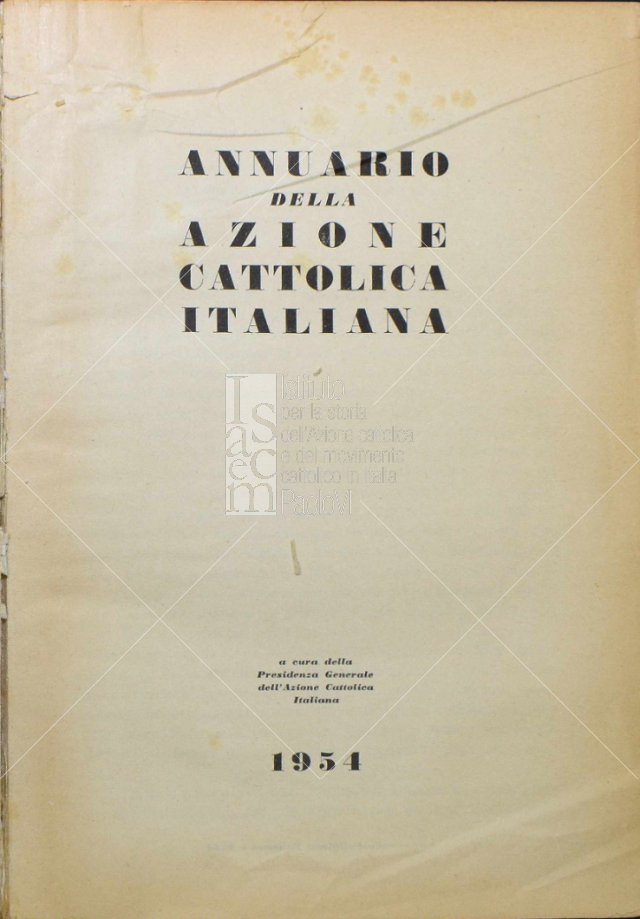 ANNUARIO
DELLA
AZIONE
CATTOLICA
ITALIANA
Isacem
Istituto
per la storia
dell'Azione cattolica
e del movimento
cattolico in Italia
Paolo VI
a cura della
Presidenza Generale
dell'Azione Cattolica
Italiana
1954